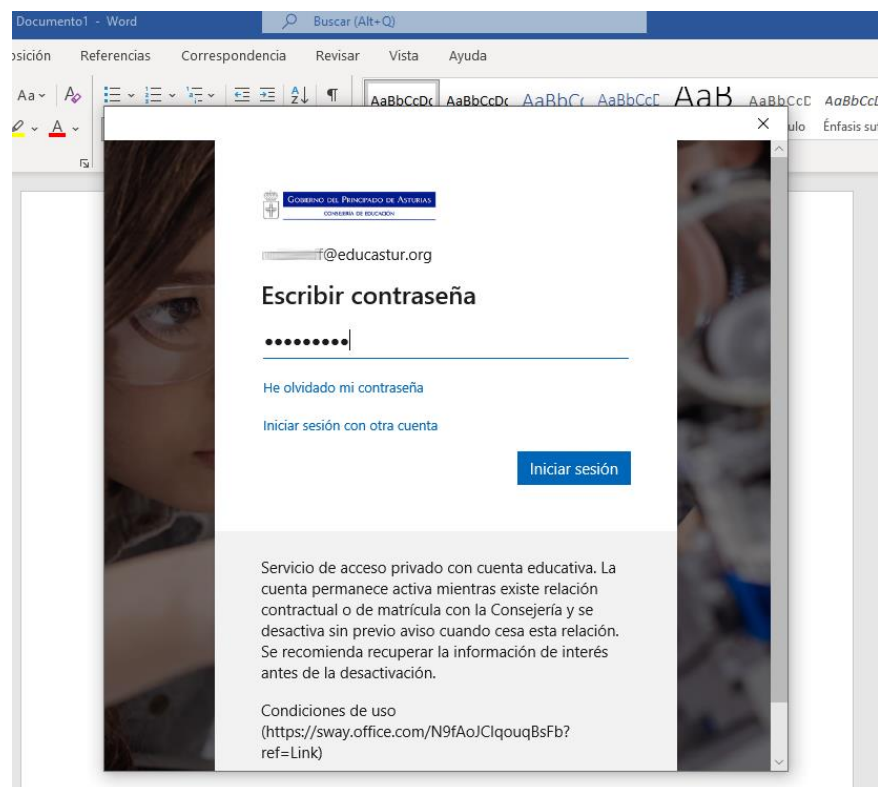 Documento1 - Word
Buscar (Alt+Q)
osición Referencias Correspondencia Revisar Vista Ayuda
Aa
AaBbCcDc AaBbCcDc AaBbCc AaBbCcC AaB AaBbCcD AaBbCcD
ulo Énfasis su
GOBIERNO DEL PRINCIPADO DE ASTURIAS
CONSEJERÍA DE EDUCACIÓN
f@educastur.org
Escribir contraseña
He olvidado mi contraseña
Iniciar sesión con otra cuenta
Iniciar sesión
Servicio de acceso privado con cuenta educativa. La
cuenta permanece activa mientras existe relación
contractual o de matrícula con la Consejería y se
desactiva sin previo aviso cuando cesa esta relación.
Se recomienda recuperar la información de interés
antes de la desactivación.
Condiciones de uso
(https://sway.office.com/N9fAoJCIqouqBsFb?
ref=Link)